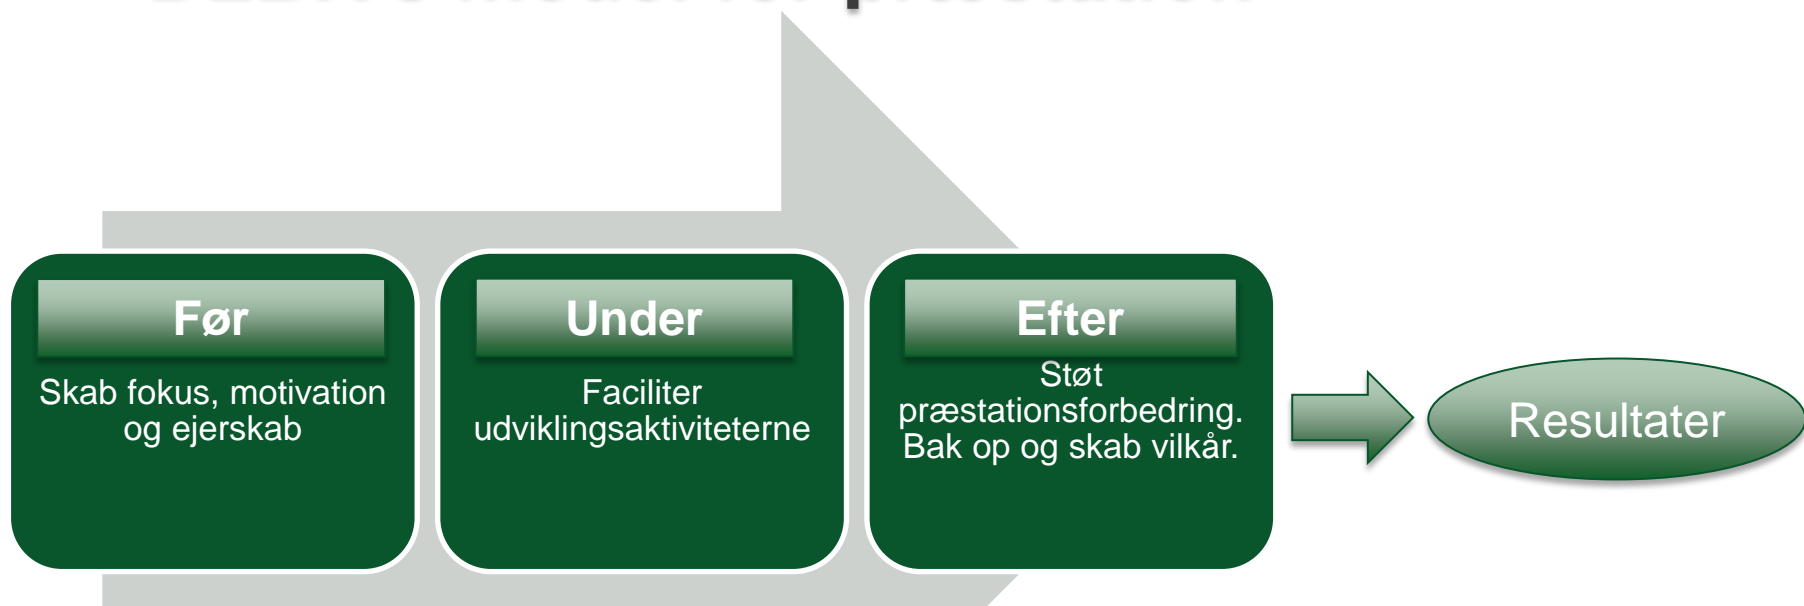 Før
Skab fokus, motivation
og ejerskab
Under
Faciliter
udviklingsaktiviteterne
Efter
Støt
præstationsforbedring.
Bak op og skab vilkår.
Resultater